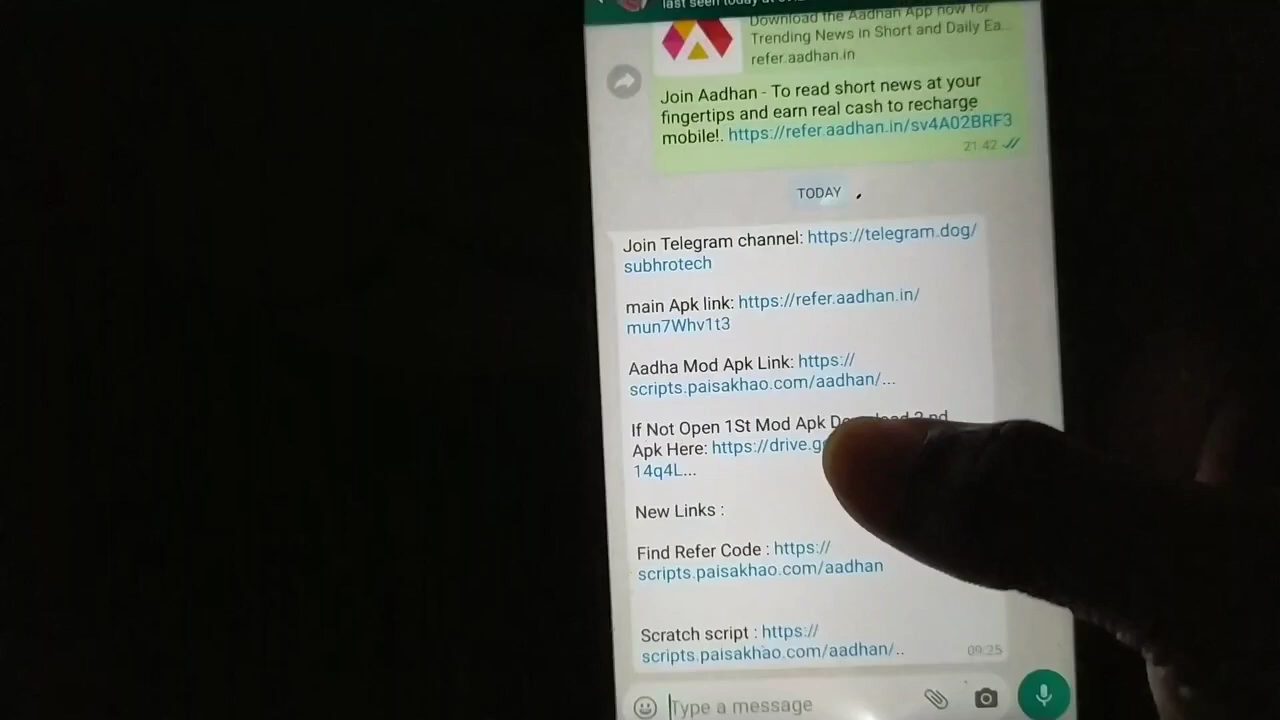 last seen today at
Download the Aadhan App now for
Trending News in Short and Daily Ea...
refer.aadhan.in
Join Aadhan - To read short news at your
fingertips and earn real cash to recharge
mobile!. https://refer.aadhan.in/sv4A02BRF3
21:42
TODAY
Join Telegram channel: https://telegram.dog/
subhrotech
main Apk link: https://refer.aadhan.in/
mun7Whv1t3
Aadha Mod Apk Link: https://
scripts.paisakhao.com/aadhan/...
If Not Open 1St Mod Apk
Apk Here: https://drive.g
14q4L...
New Links :
Find Refer Code : https://
scripts.paisakhao.com/aadhan
Scratch script : https://
scripts.paisakhao.com/aadhan/..
09:25
Type a message